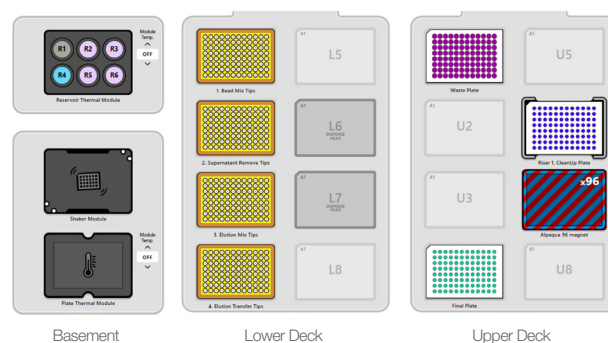 R1 R2 R3
R4 R5 R6
Module
Temp.
OFF
Reservoir Thermal Module
Shaker Module
Module
Temp.
OFF
Plate Thermal Module
Basement
1. Bead Mix Tips
A1
L5
2. Supernatant Remove Tips
A1
L6
DISPENSE
HEAD
3. Elution Mix Tips
A1
L7
DISPENSE
HEAD
4. Elution Transfer Tips
A1
L8
Lower Deck
Waste Plate
A1
U5
A1
U2
Riser 1. CleanUp Plate
A1
U3
x96
Alpaqua 96 magnet
Final Plate
A1
U8
Upper Deck